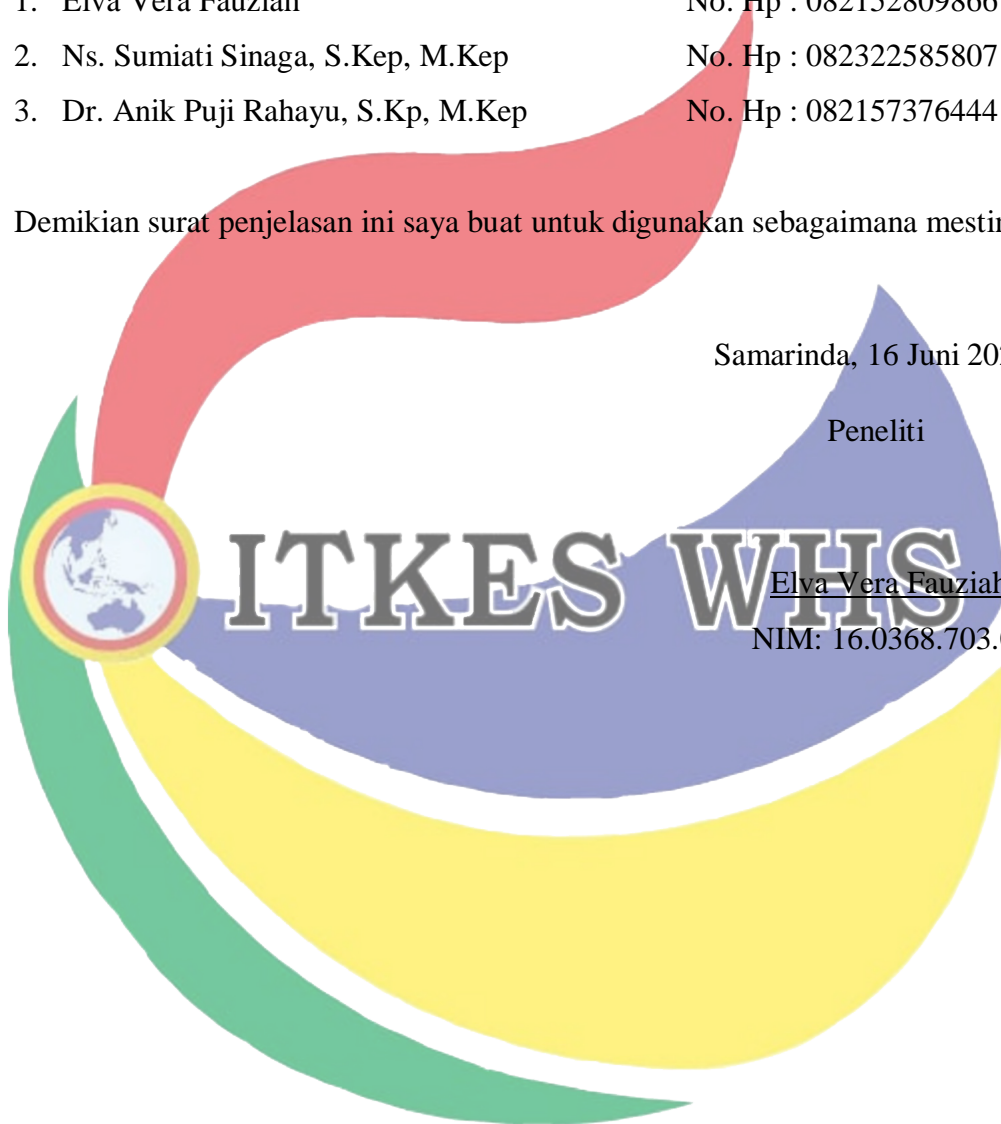 1. Elva Vera Fauziah No. Hp : 082152809866
2. Ns. Sumiati Sinaga, S.Kep, M.Kep No. Hp : 082322585807
3. Dr. Anik Puji Rahayu, S.Kp, M.Kep No. Hp : 082157376444
Demikian surat penjelasan ini saya buat untuk digunakan sebagaimana
Samarinda, 16 Juni
Peneliti
ITKES WHS
Elva Vera Fauziah
NIM: 16.0368.703.